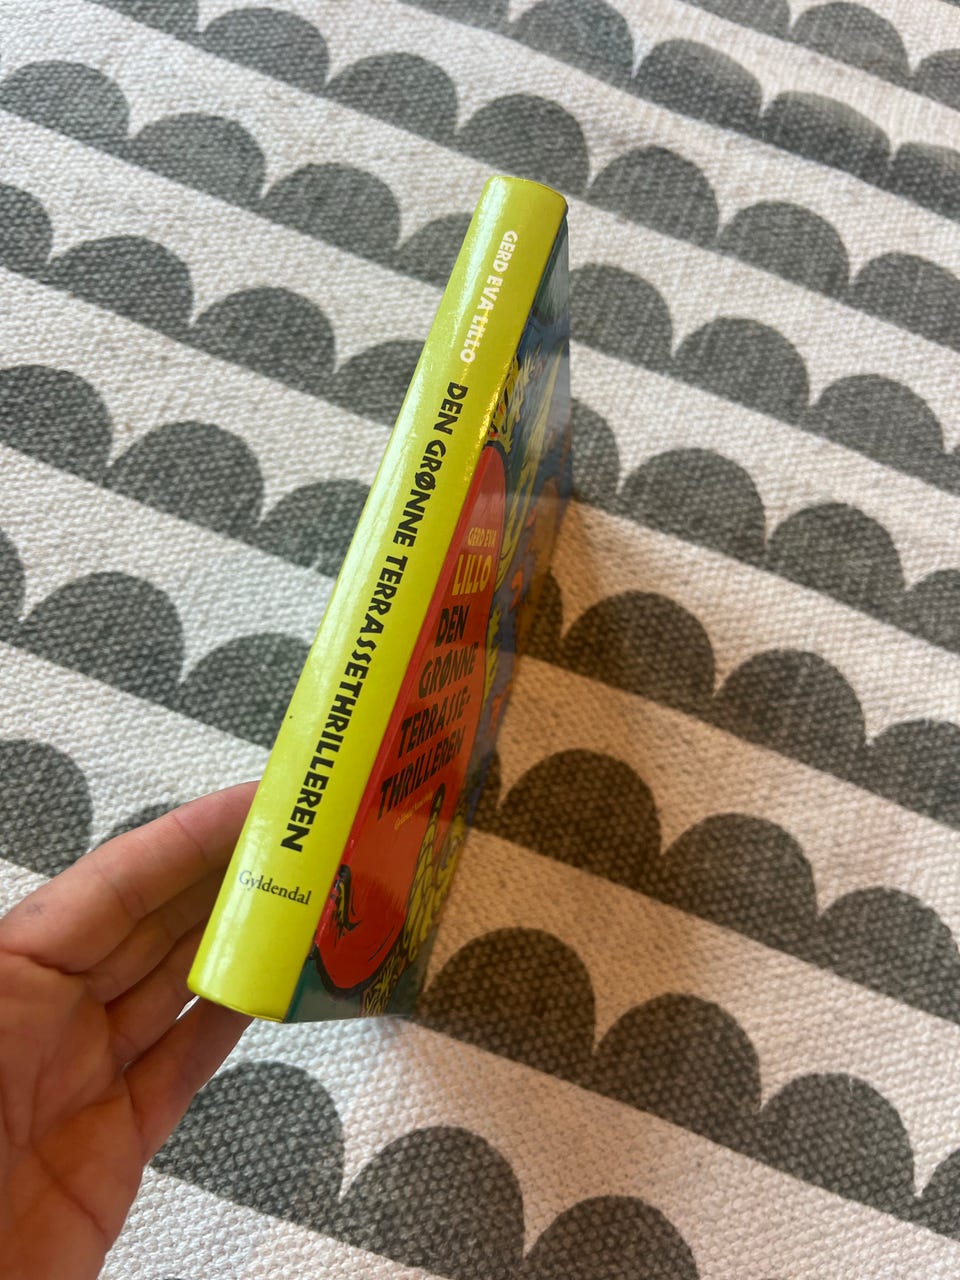 GERD EVA LILLO
DEN GRØNNE TERRASSETHRILLEREN
Gyldendal
GERD EVA
LILLO
DEN
GRØNNE
TERRASSE-
THRILLEREN